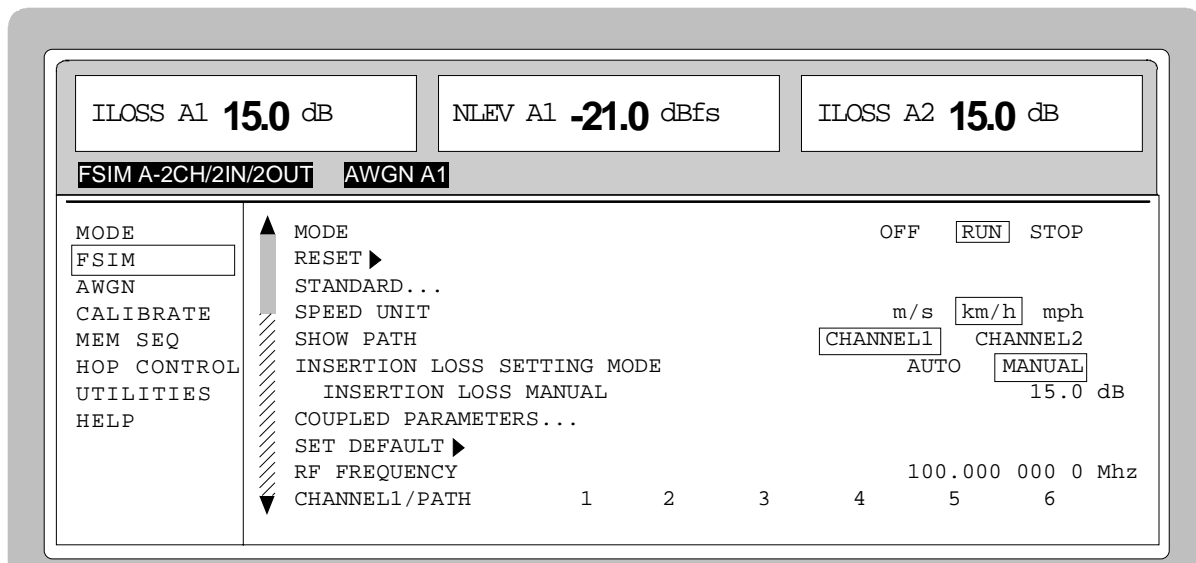 ILOSS A1 15.0 dB NLEV A1 -21.0 dBfs ILOSS A2 15.0 dB
FSIM A-2CH/2IN/2OUT AWGN A1
MODE
FSIM
AWGN
CALIBRATE
MEM SEQ
HOP CONTROL
UTILITIES
HELP
MODE OFF RUN STOP
RESET
STANDARD...
SPEED UNIT m/s km/h mph
SHOW PATH CHANNEL1 CHANNEL2
INSERTION LOSS SETTING MODE AUTO MANUAL
INSERTION LOSS MANUAL 15.0 dB
COUPLED PARAMETERS...
SET DEFAULT
RF FREQUENCY 100.000 000 0 Mhz
CHANNEL1/PATH 1 2 3 4 5 6